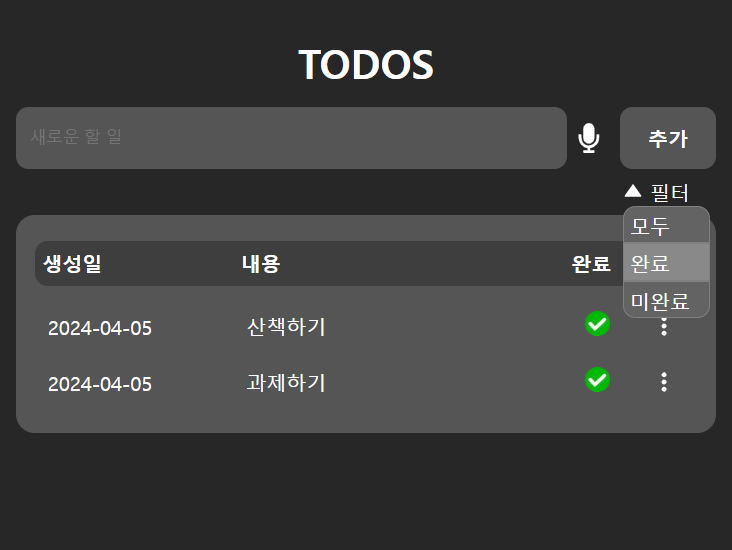 TODOS
새로운 할 일
추가
필터
모두
완료
미완료
생성일 내용 완료
2024-04-05 산책하기
2024-04-05 과제하기